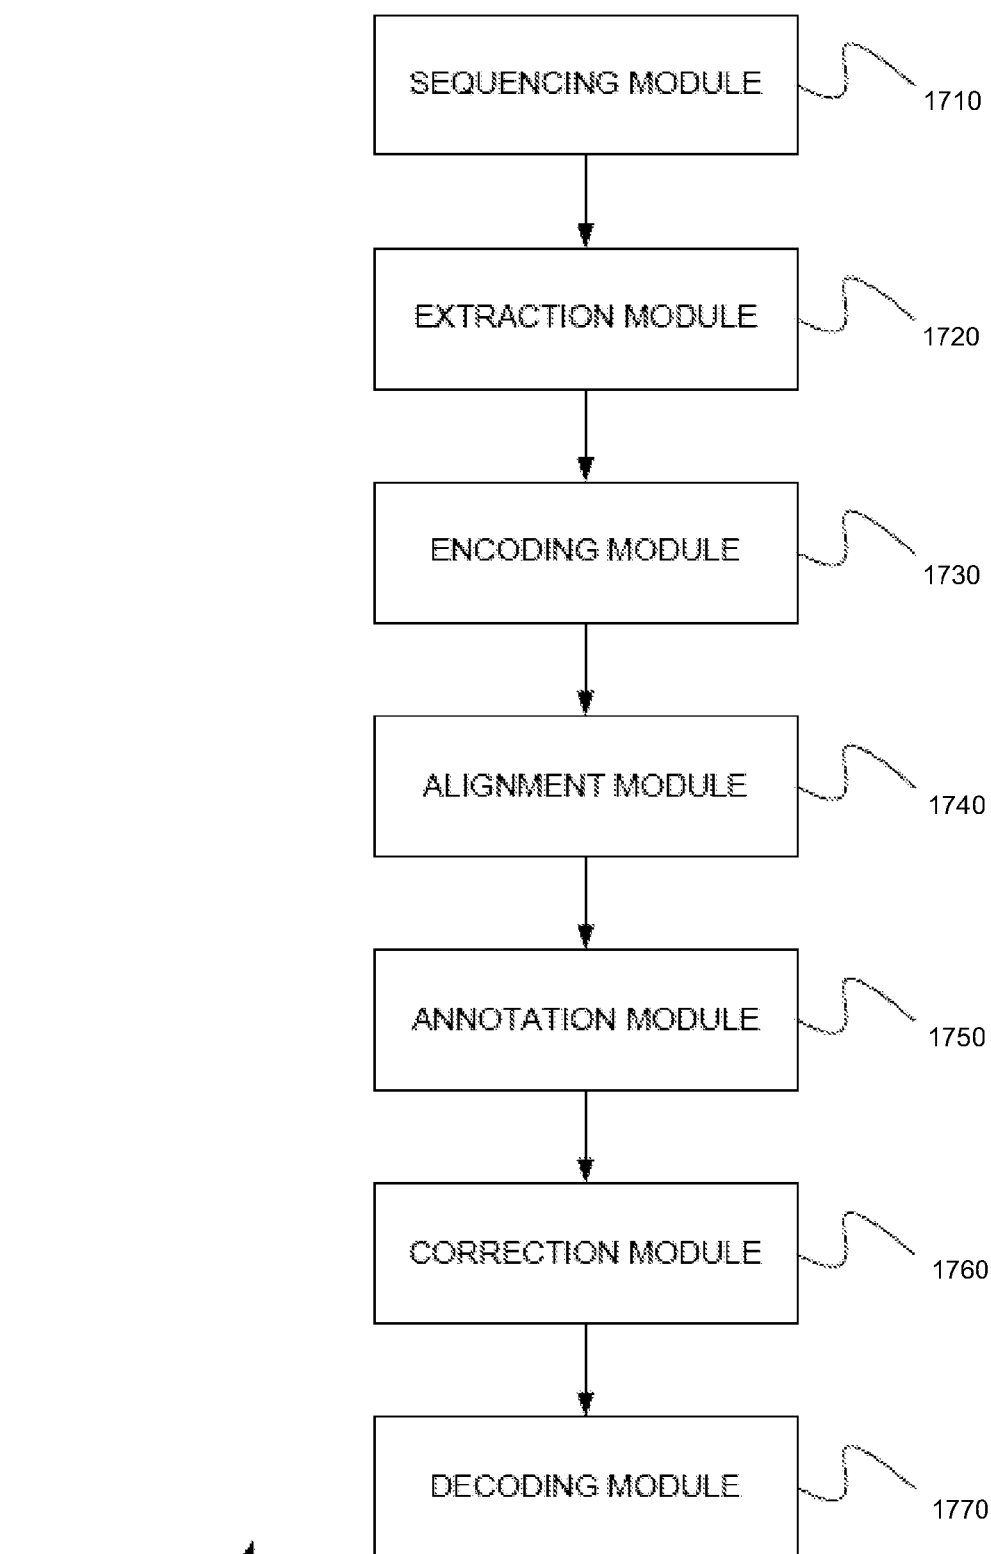 SEQUENCING MODULE
1710
EXTRACTION MODULE
1720
ENCODING MODULE
1730
ALIGNMENT MODULE
1740
ANNOTATION MODULE
1750
CORRECTION MODULE
1760
DECODING MODULE
1770